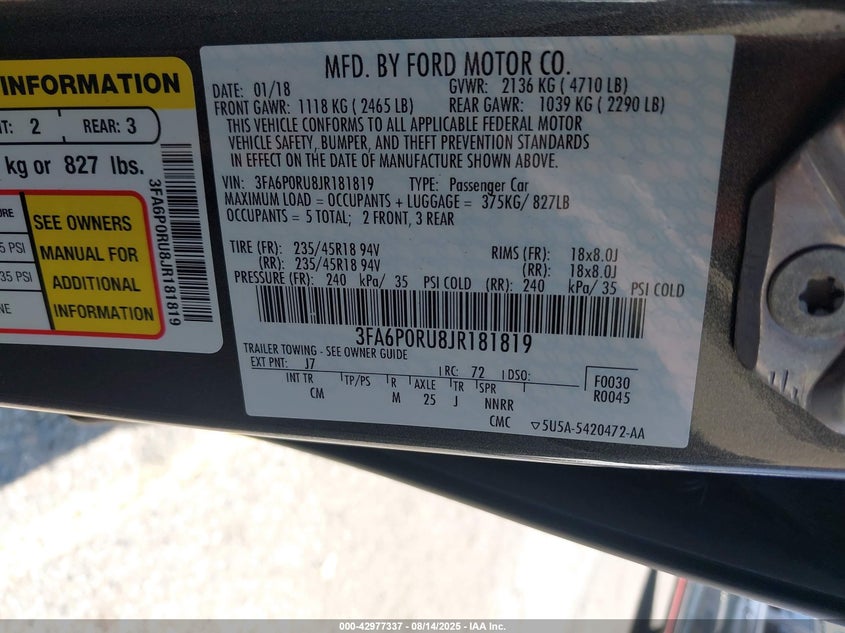 INFORMATION
T: 2 REAR: 3
kg or 827 lbs.
URE
5 PSI
35 PSI
NE
SEE OWNERS
MANUAL FOR
ADDITIONAL
INFORMATION
3FA6P0RU8JR181819
MFD. BY FORD MOTOR CO.
DATE: 01/18 GVWR: 2136 KG ( 4710 LB)
FRONT GAWR: 1118 KG ( 2465 LB) REAR GAWR: 1039 KG ( 2290 LB)
THIS VEHICLE CONFORMS TO ALL APPLICABLE FEDERAL MOTOR
VEHICLE SAFETY, BUMPER, AND THEFT PREVENTION STANDARDS
IN EFFECT ON THE DATE OF MANUFACTURE SHOWN ABOVE.
VIN: 3FA6P0RU8JR181819 TYPE: Passenger Car
MAXIMUM LOAD = OCCUPANTS + LUGGAGE = 375KG/ 827LB
OCCUPANTS = 5 TOTAL; 2 FRONT, 3 REAR
TIRE (FR): 235/45R18 94V RIMS (FR): 18x8.0J
(RR): 235/45R18 94V (RR): 18x8.0J
PRESSURE (FR): 240 kPa/ 35 PSI COLD (RR): 240 kPa/ 35 PSI COLD
3FA6P0RU8JR181819
TRAILER TOWING - SEE OWNER GUIDE
EXT PNT: J7 RC: 72 DSO:
INT TR TP/PS R AXLE TR SPR
CM M 25 J NNRR
F0030
R0045
CMC ▽5U5A-5420472-AA
000-42977337 - 08/14/2025 - IAA Inc.